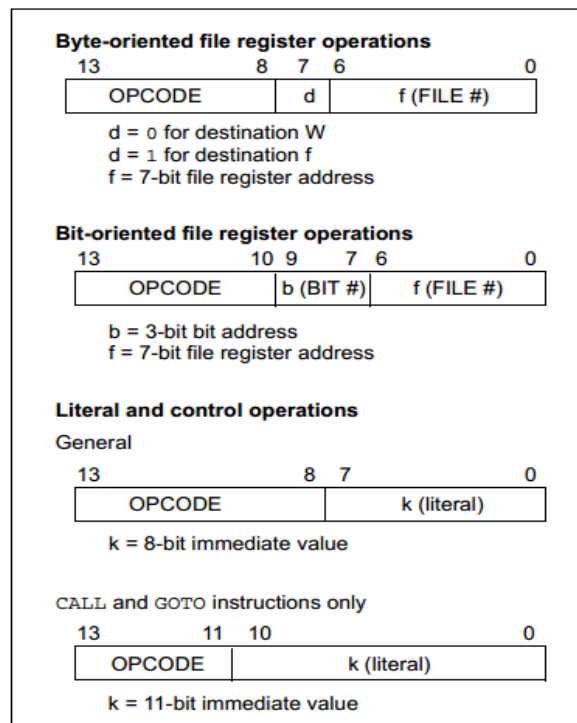 Byte-oriented file register operations
13 8 7 6 0
OPCODE d f (FILE #)
d = 0 for destination W
d = 1 for destination f
f = 7-bit file register address
Bit-oriented file register operations
13 10 9 7 6 0
OPCODE b (BIT #) f (FILE #)
b = 3-bit bit address
f = 7-bit file register address
Literal and control operations
General
13 8 7 0
OPCODE k (literal)
k = 8-bit immediate value
CALL and GOTO instructions only
13 11 10 0
OPCODE k (literal)
k = 11-bit immediate value